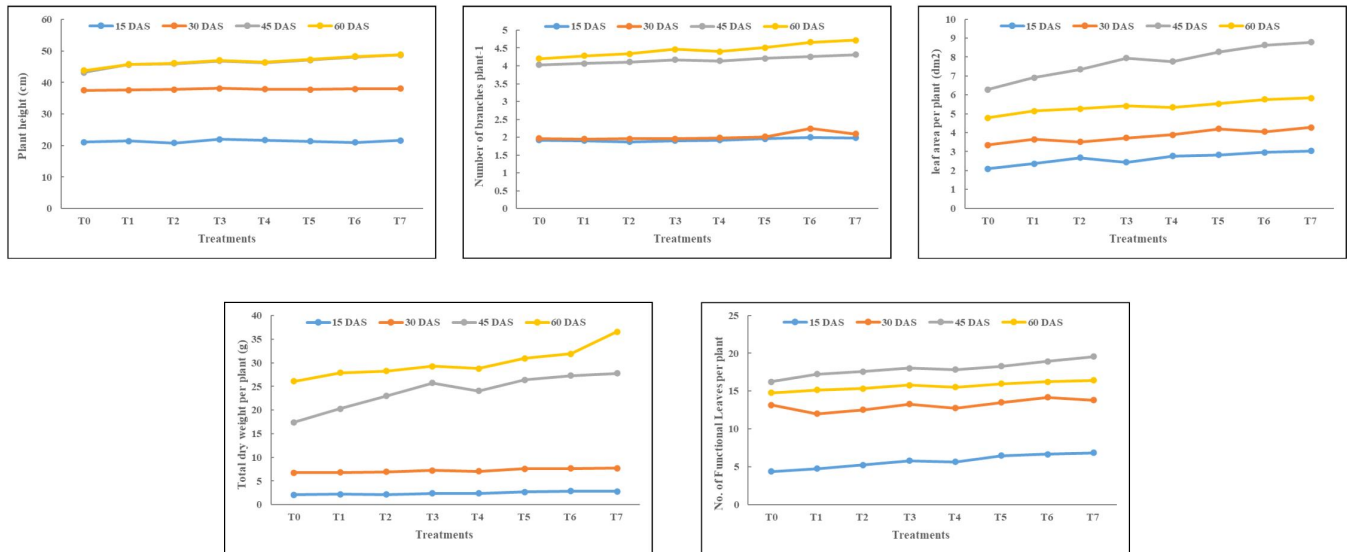 15 DAS 30 DAS 45 DAS 60 DAS
60
50
40
30
20
10
0
Plant height (cm)
T0 T1 T2 T3 T4 T5 T6 T7
Treatments
15 DAS 30 DAS 45 DAS 60 DAS
5
4.5
4
3.5
3
2.5
2
1.5
1
0.5
0
Number of branches plant-1
T0 T1 T2 T3 T4 T5 T6 T7
Treatments
15 DAS 30 DAS 45 DAS 60 DAS
10
9
8
7
6
5
4
3
2
1
0
leaf area per plant (dm2)
T0 T1 T2 T3 T4 T5 T6 T7
Treatments
15 DAS 30 DAS 45 DAS 60 DAS
40
35
30
25
20
15
10
5
0
Total dry weight per plant (g)
T0 T1 T2 T3 T4 T5 T6 T7
Treatments
15 DAS 30 DAS 45 DAS 60 DAS
25
20
15
10
5
0
No. of Functional Leaves per plant
T0 T1 T2 T3 T4 T5 T6 T7
Treatments